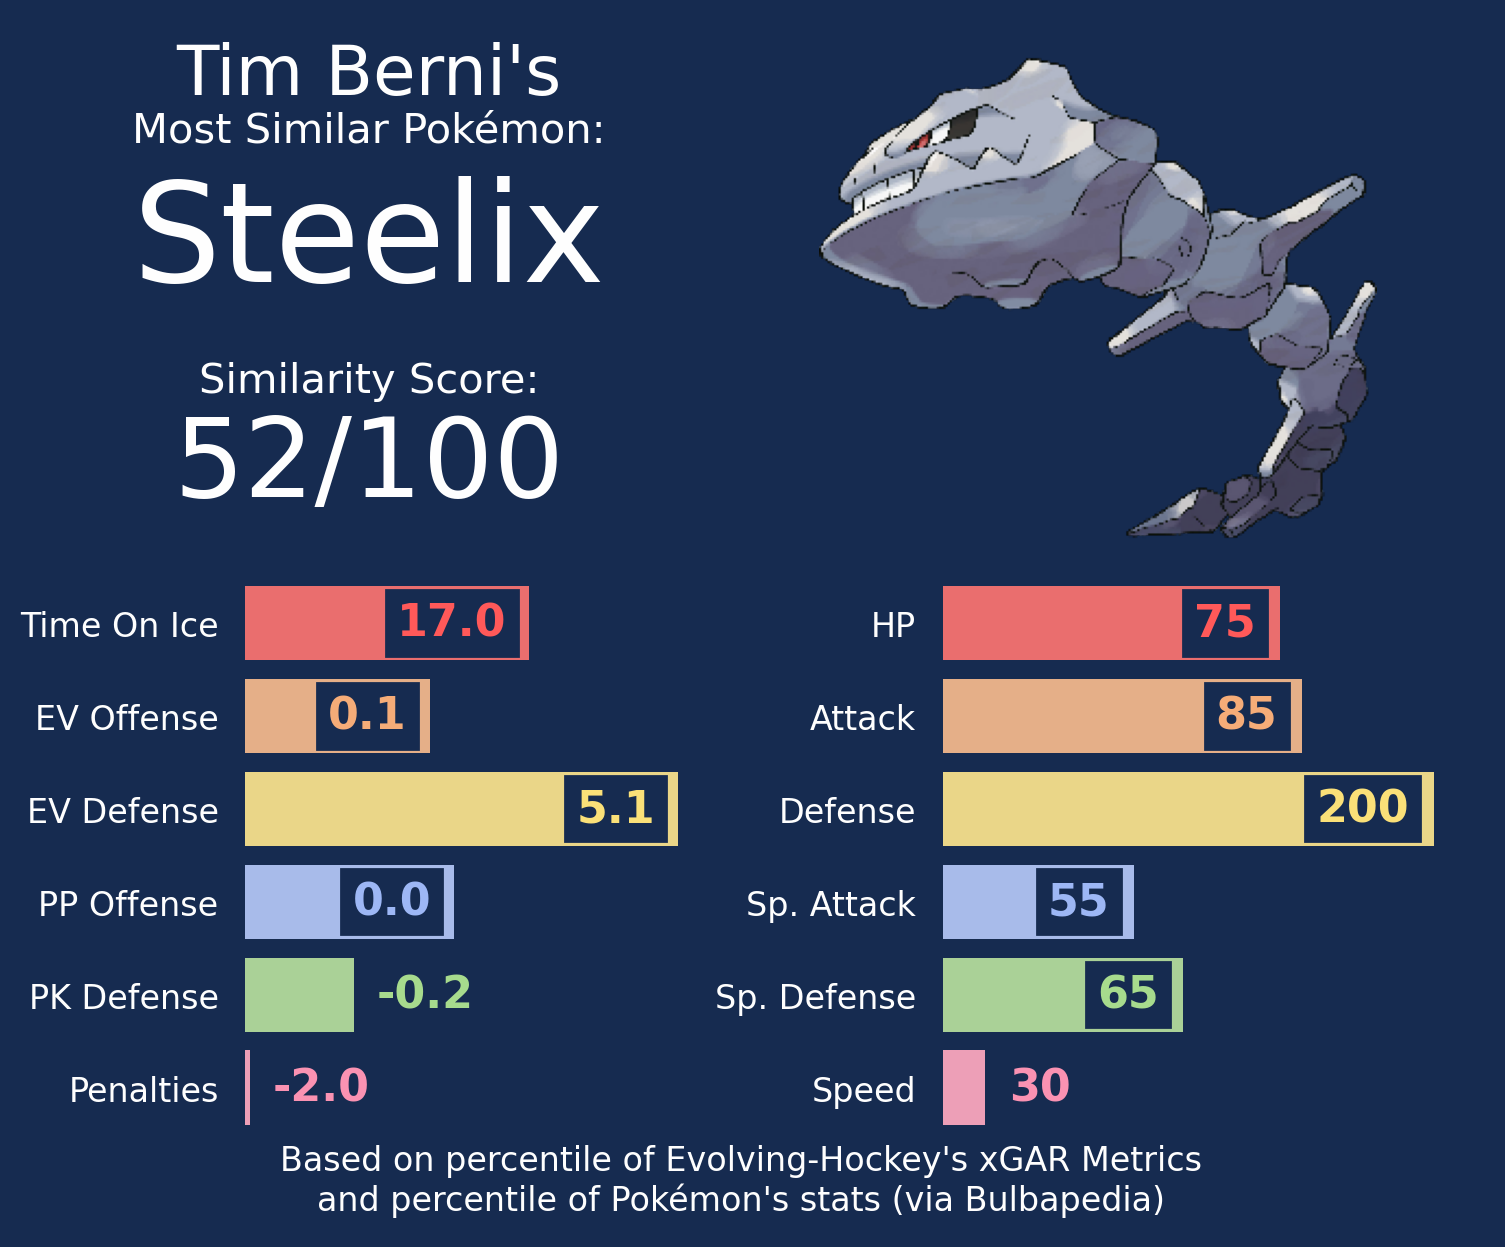 Tim Berni's
Most Similar Pokémon:
Steelix
Similarity Score:
52/100
Time On Ice 17.0
EV Offense 0.1
EV Defense 5.1
PP Offense 0.0
PK Defense -0.2
Penalties -2.0
HP 75
Attack 85
Defense 200
Sp. Attack 55
Sp. Defense 65
Speed 30
Based on percentile of Evolving-Hockey's xGAR Metrics
and percentile of Pokémon's stats (via Bulbapedia)